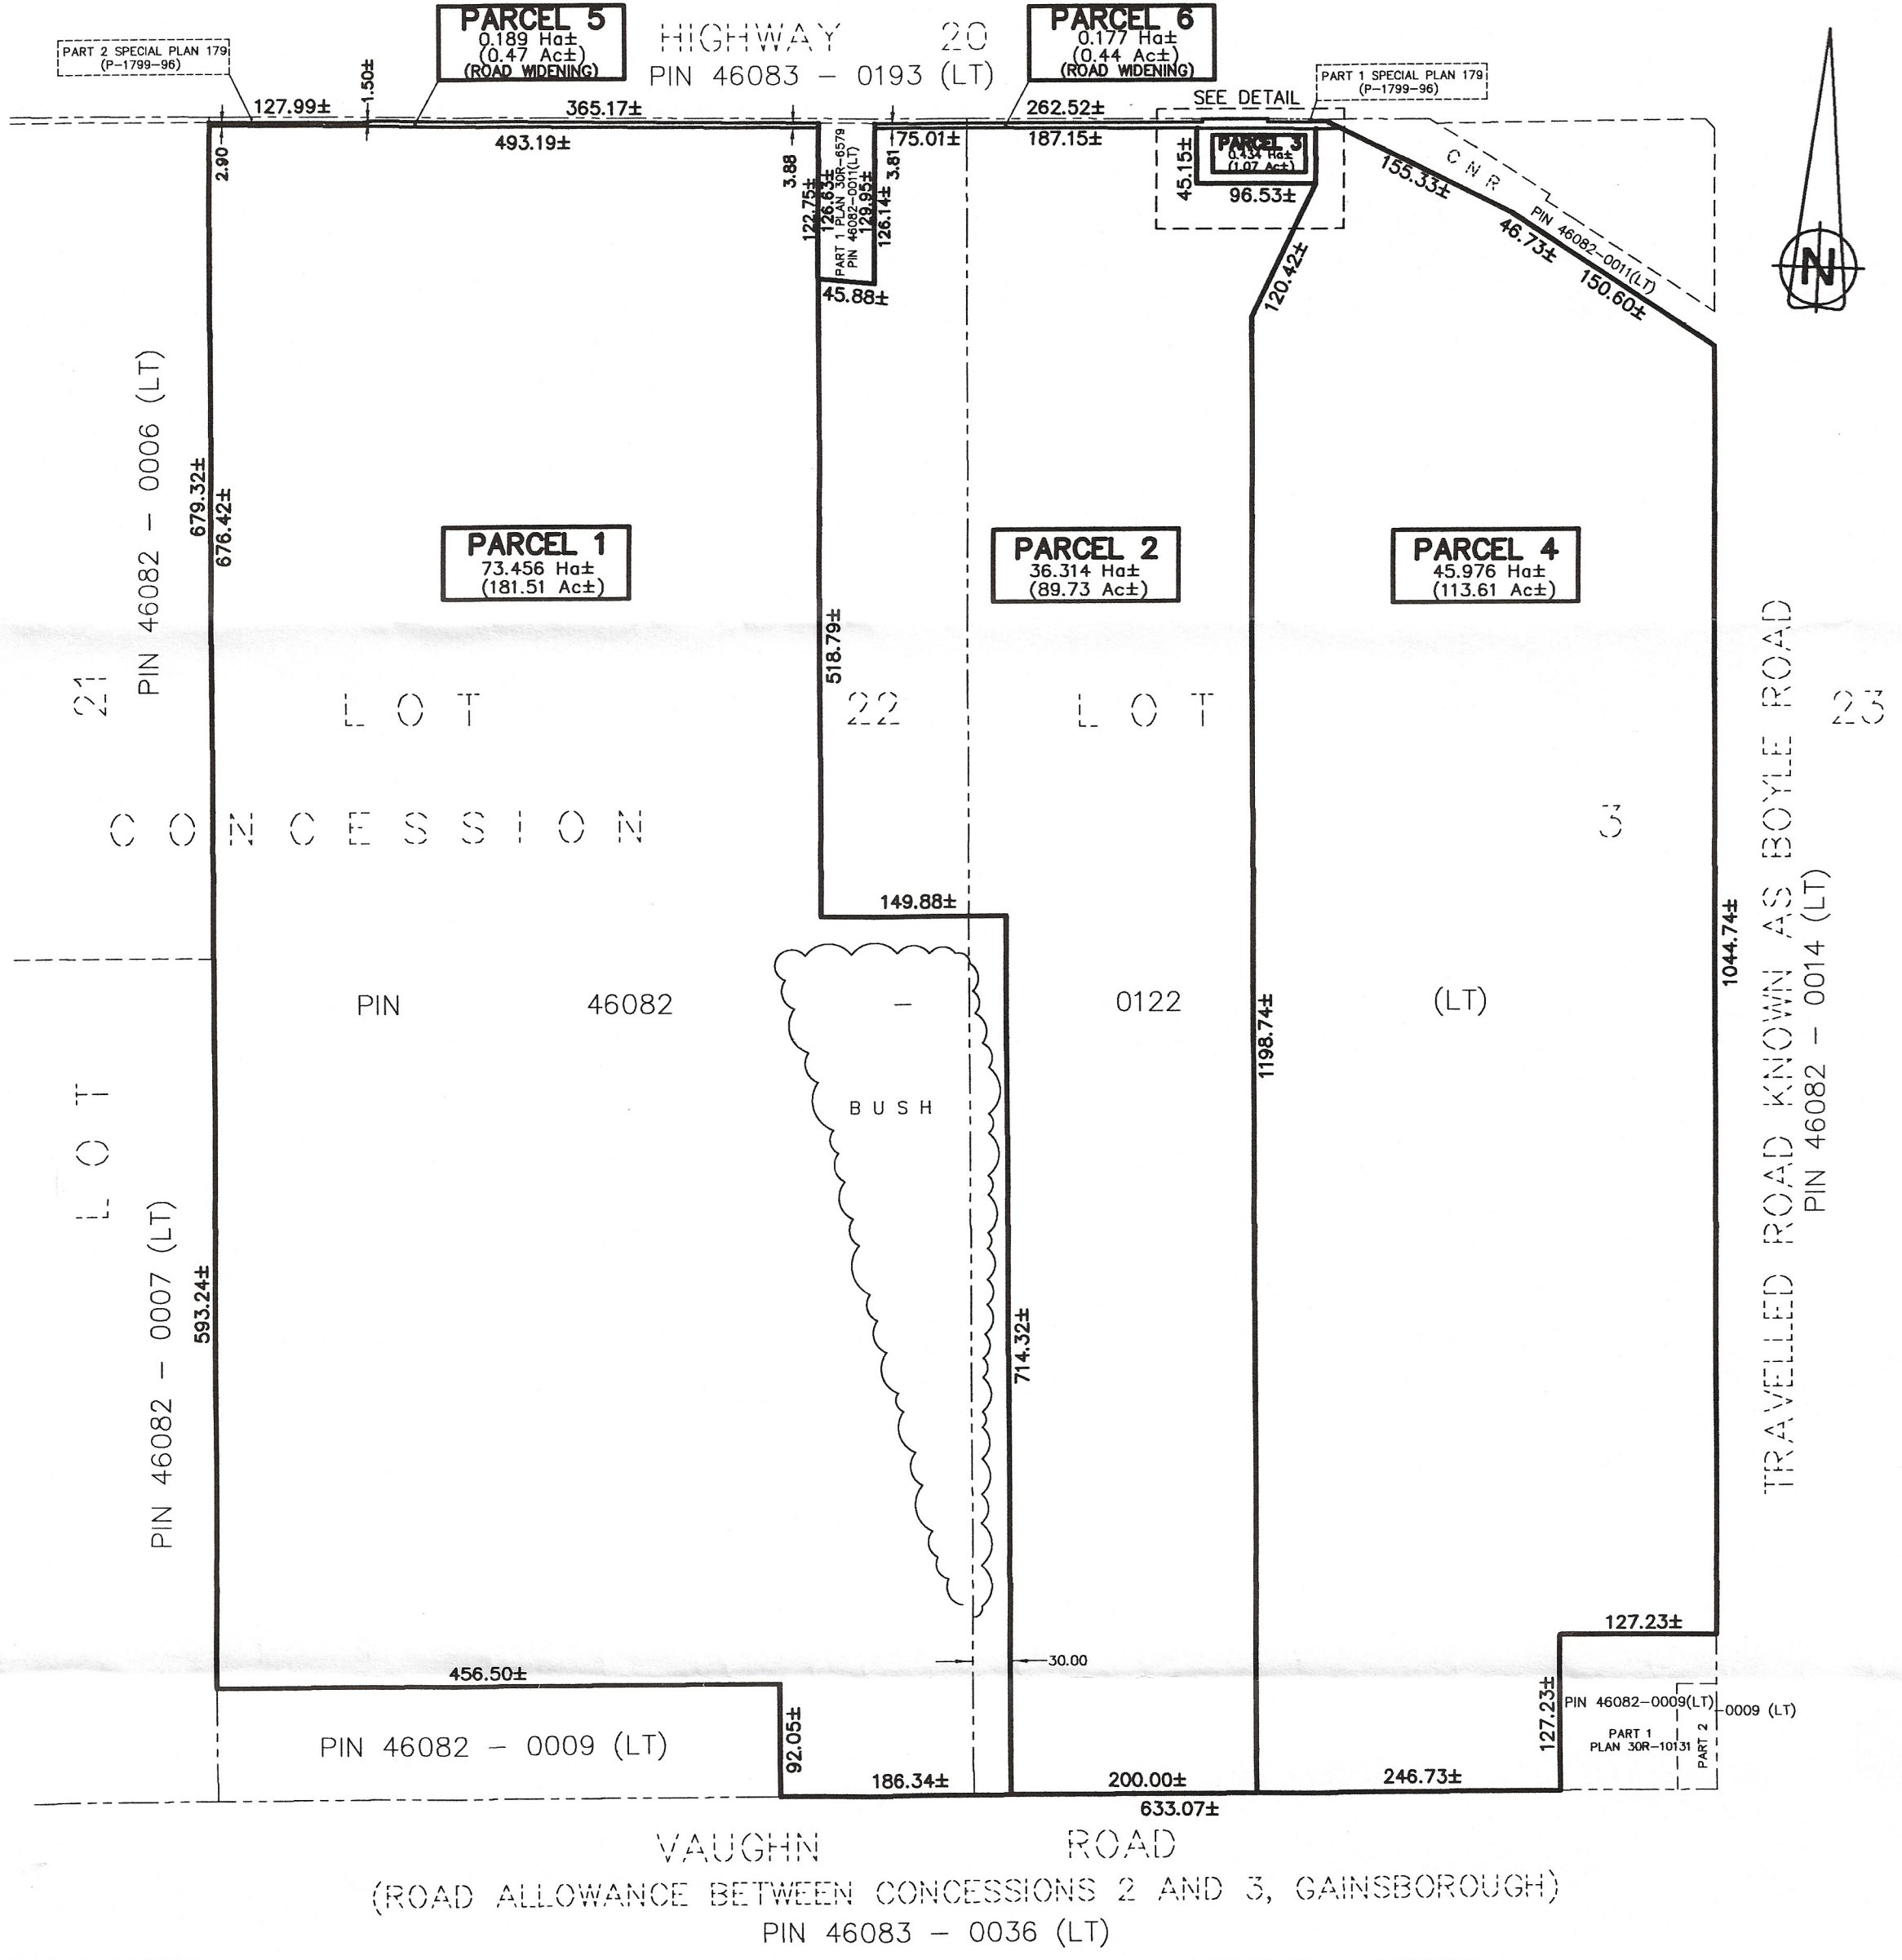 PARCEL 5
0.189 Ha±
(0.47 Ac±)
(ROAD WIDENING)
HIGHWAY 20
PIN 46083 - 0193 (LT)
PARCEL 6
0.177 Ha±
(0.44 Ac±)
(ROAD WIDENING)
PART 2 SPECIAL PLAN 179
(P-1799-96)
PART 1 SPECIAL PLAN 179
(P-1799-96)
SEE DETAIL
127.99±
1.50±
365.17±
262.52±
2.90
493.19±
3.88
3.81
75.01±
187.15±
122.75±
126.63±
PART 1 PLAN 30R-6579
PIN 46082-0011(LT)
129.95±
126.14±
45.88±
45.15±
PARCEL 3
0.434 Ha±
(1.07 Ac±)
96.53±
120.42±
155.33±
C N R
PIN 46082-0011(LT)
46.73±
150.60±
N
PIN 46082 - 0006 (LT)
679.32±
676.42±
PARCEL 1
73.456 Ha±
(181.51 Ac±)
PARCEL 2
36.314 Ha±
(89.73 Ac±)
PARCEL 4
45.976 Ha±
(113.61 Ac±)
518.79±
LOT 21
LOT 22
LOT 23
CONCESSION 3
149.88±
PIN 46082 - 0122 (LT)
BUSH
1198.74±
1044.74±
TRAVELLED ROAD KNOWN AS BOYLE ROAD
PIN 46082 - 0014 (LT)
PIN 46082 - 0007 (LT)
593.24±
714.32±
30.00
127.23±
456.50±
92.05±
PIN 46082 - 0009 (LT)
127.23±
PIN 46082-0009(LT)
-0009 (LT)
PART 1
PLAN 30R-10131
PART 2
186.34±
200.00±
246.73±
633.07±
VAUGHN ROAD
(ROAD ALLOWANCE BETWEEN CONCESSIONS 2 AND 3, GAINSBOROUGH)
PIN 46083 - 0036 (LT)